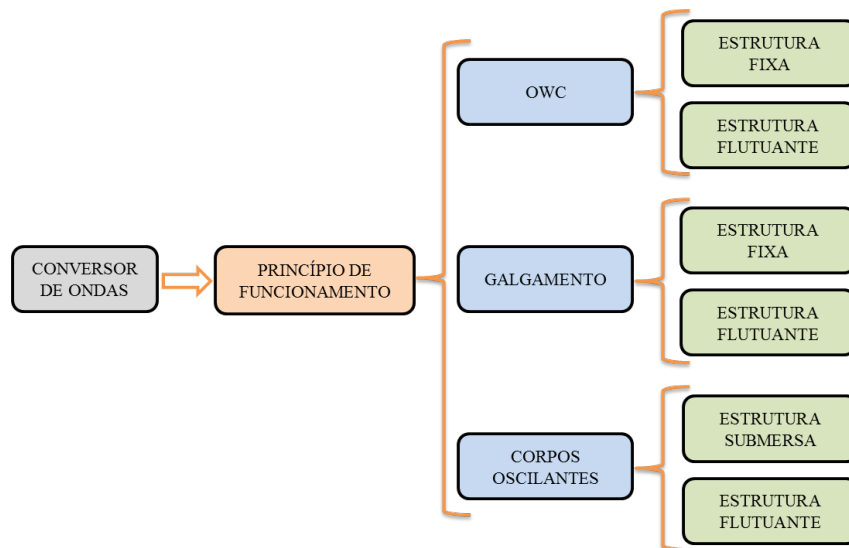 CONVERSOR
DE ONDAS
PRINCÍPIO DE
FUNCIONAMENTO
OWC
ESTRUTURA
FIXA
ESTRUTURA
FLUTUANTE
GALGAMENTO
ESTRUTURA
FIXA
ESTRUTURA
FLUTUANTE
CORPOS
OSCILANTES
ESTRUTURA
SUBMERSA
ESTRUTURA
FLUTUANTE